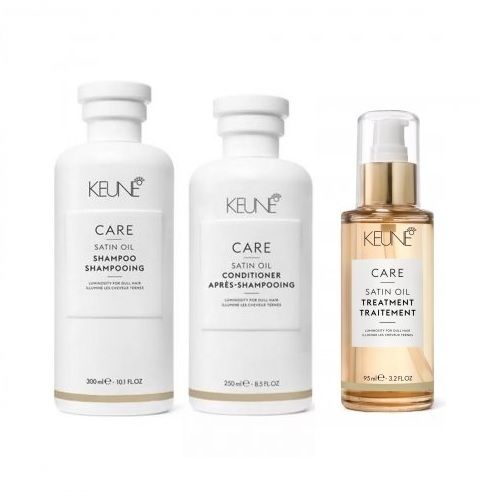 KEUNE
CARE
SATIN OIL
SHAMPOO
SHAMPOOING
LUMINOSITY FOR DULL HAIR
ILLUMINE LES CHEVEUX TERNES
300 ml℮ - 10.1 FL.OZ
KEUNE
CARE
SATIN OIL
CONDITIONER
APRÈS-SHAMPOOING
LUMINOSITY FOR DULL HAIR
ILLUMINE LES CHEVEUX TERNES
250 ml℮ - 8.5 FL.OZ
KEUNE
CARE
SATIN OIL
TREATMENT
TRAITEMENT
LUMINOSITY FOR DULL HAIR
ILLUMINE LES CHEVEUX TERNES
95 ml℮ - 3.2 FL.OZ